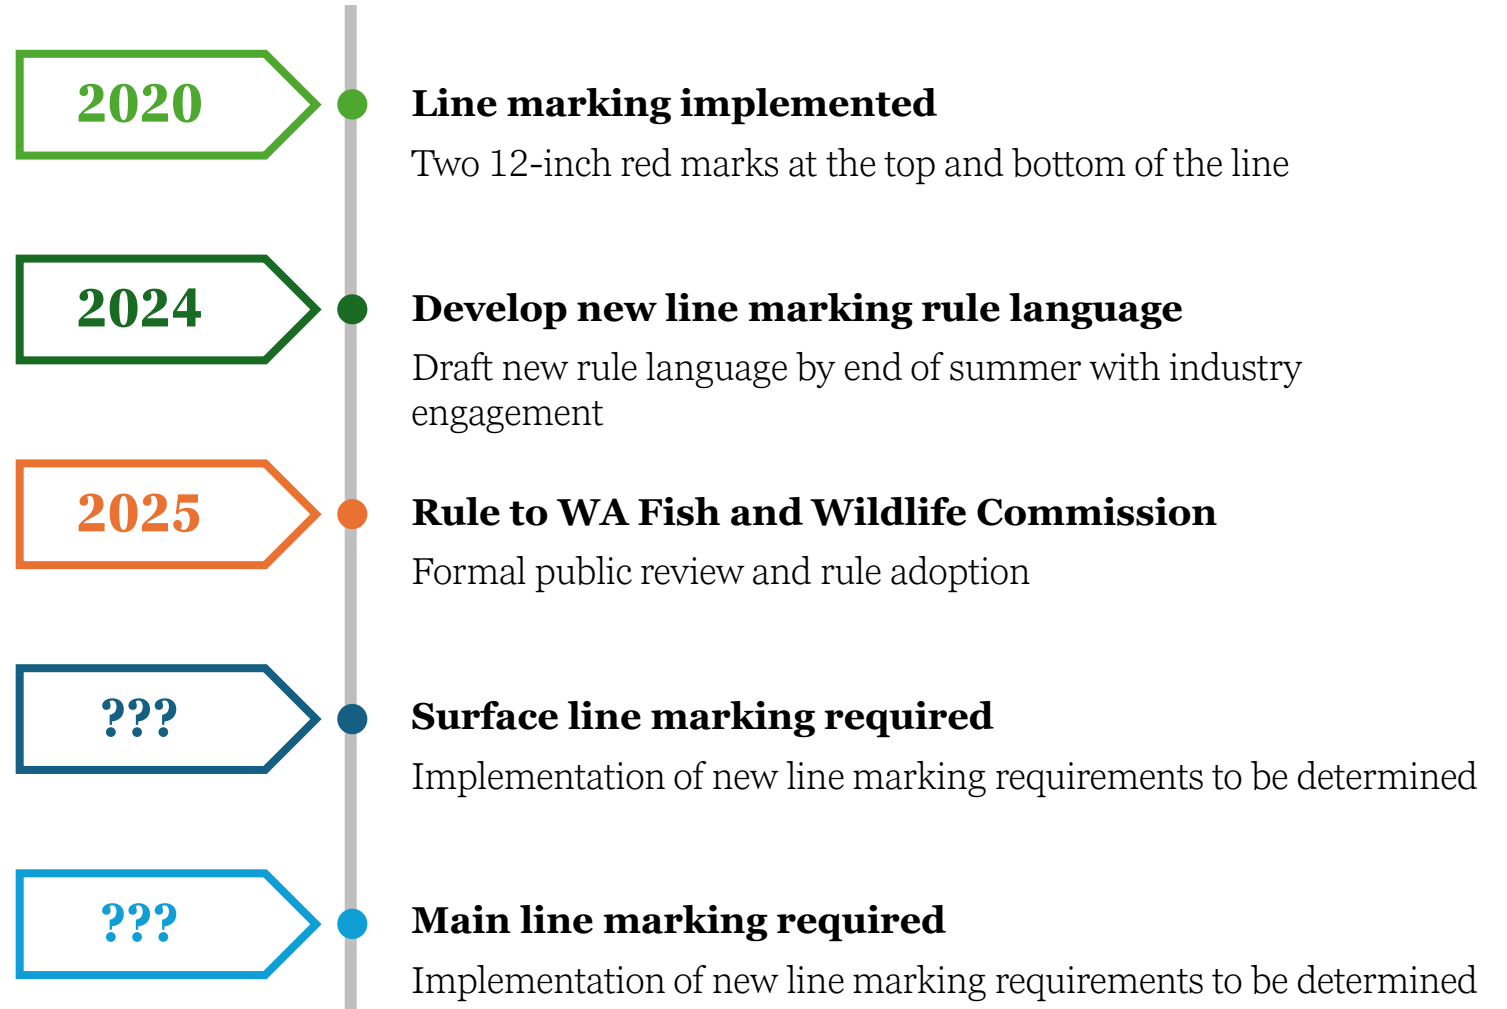 2020
Line marking implemented
Two 12-inch red marks at the top and bottom of the line
2024
Develop new line marking rule language
Draft new rule language by end of summer with industry
engagement
2025
Rule to WA Fish and Wildlife Commission
Formal public review and rule adoption
???
Surface line marking required
Implementation of new line marking requirements to be determined
???
Main line marking required
Implementation of new line marking requirements to be determined